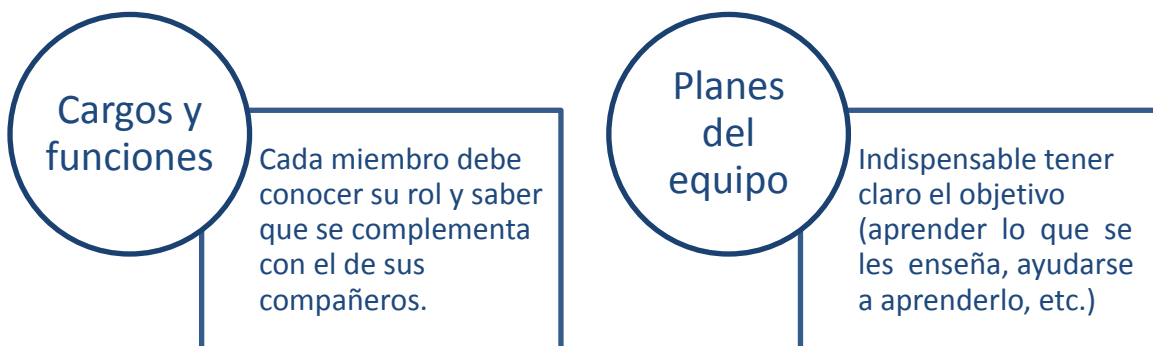 Cargos y
funciones
Cada miembro debe
conocer su rol y saber
que se complementa
con el de sus
compañeros.
Planes
del
equipo
Indispensable tener
claro el objetivo
(aprender lo que se
les enseña, ayudarse
a aprenderlo, etc.)